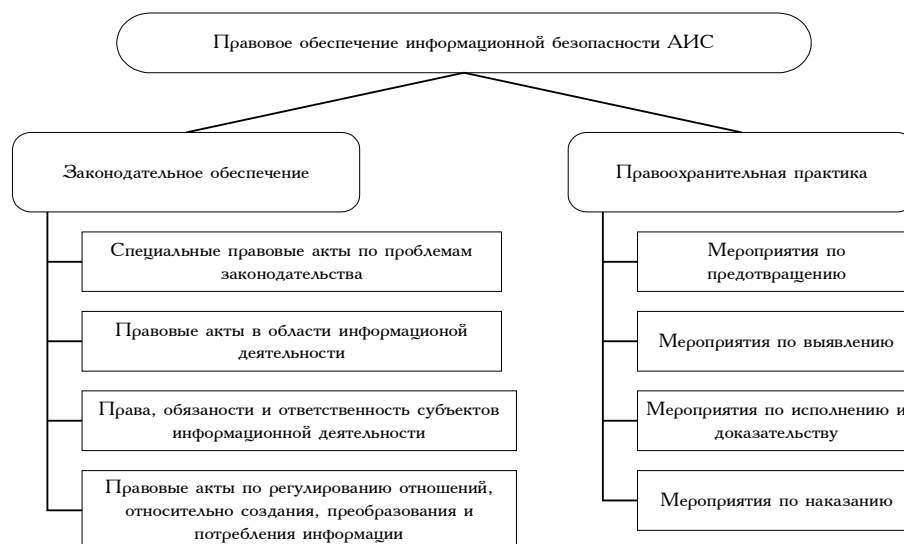 Правовое обеспечение информационной безопасности АИС
Законодательное обеспечение
Специальные правовые акты по проблемам
законодательства
Правовые акты в области информационой
деятельности
Права, обязаности и ответственность субъектов
информационной деятельности
Правовые акты по регулированию отношений,
относительно создания, преобразования и
потребления информации
Правоохранительная практика
Мероприятия по
предотвращению
Мероприятия по выявлению
Мероприятия по исполнению и
доказательству
Мероприятия по наказанию